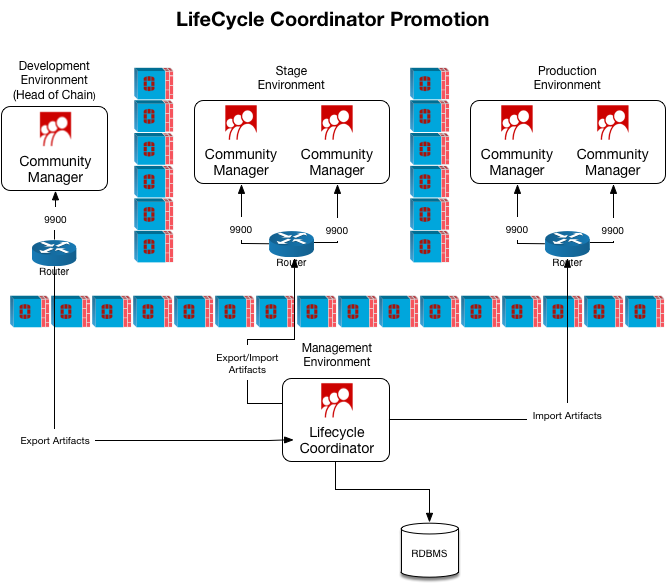 LifeCycle Coordinator Promotion
Development
Environment
(Head of Chain)
Community
Manager
9900
Router
Stage
Environment
Community
Manager
Community
Manager
9900
9900
Router
Production
Environment
Community
Manager
Community
Manager
9900
9900
Router
Export/Import
Artifacts
Management
Environment
Lifecycle
Coordinator
Export Artifacts
Import Artifacts
RDBMS